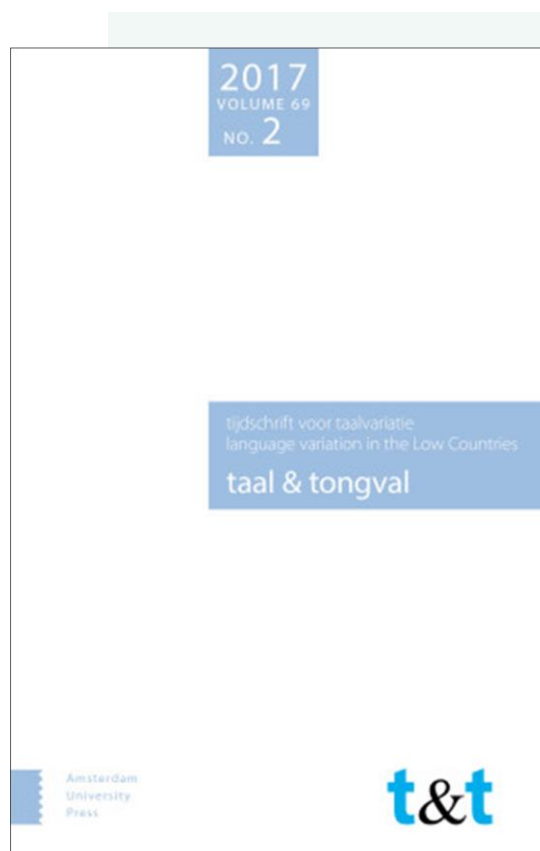 2017
VOLUME 69
NO. 2
tijdschrift voor taalvariatie
language variation in the Low Countries
taal & tongval
Amsterdam
University
Press
t&t